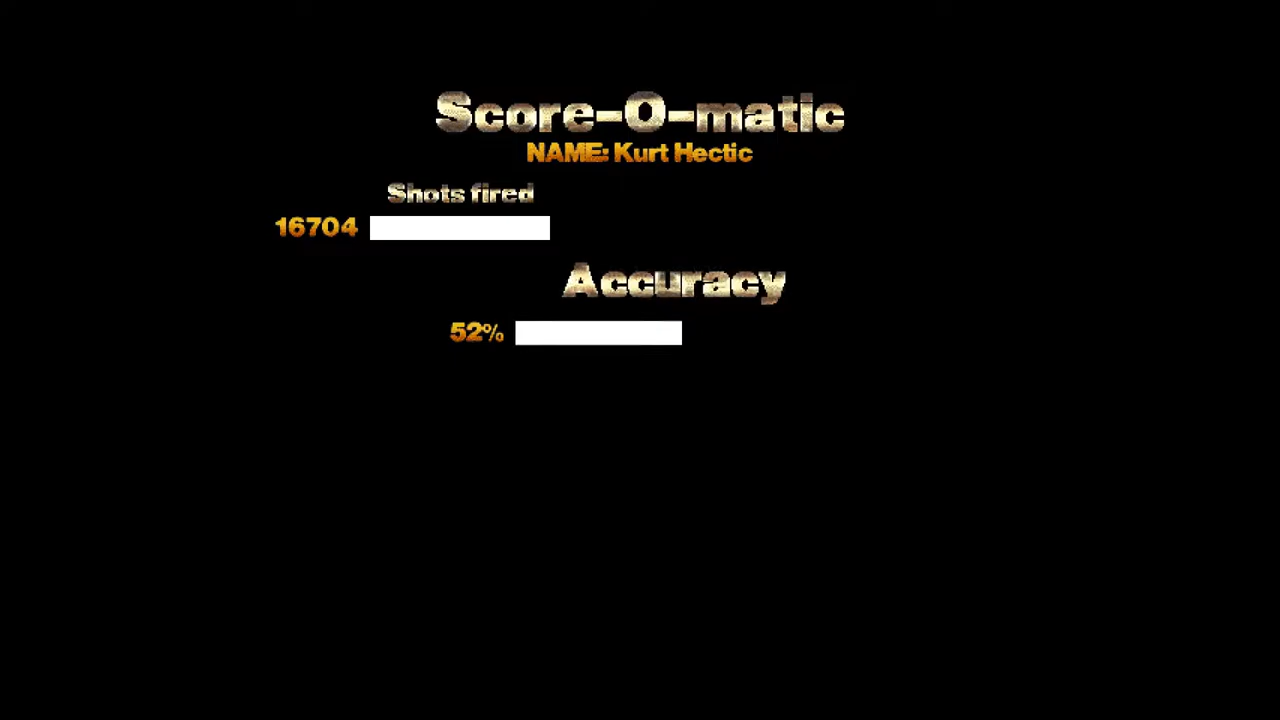 Score-O-matic
NAME: Kurt Hectic
Shots fired
16704
Accuracy
52%